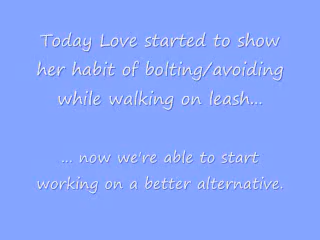 Today Love started to show
her habit of bolting/avoiding
while walking on leash...
... now we're able to start
working on a better alternative.